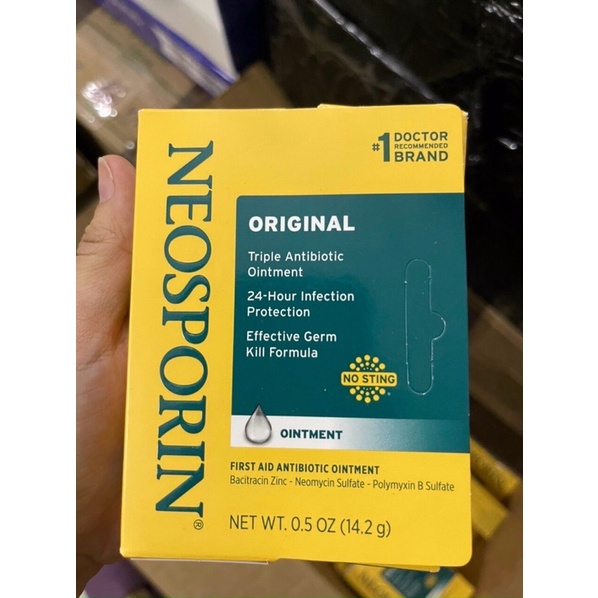 #1 DOCTOR
RECOMMENDED
BRAND
NEOSPORIN®
ORIGINAL
Triple Antibiotic
Ointment
24-Hour Infection
Protection
Effective Germ
Kill Formula
NO STING
OINTMENT
FIRST AID ANTIBIOTIC OINTMENT
Bacitracin Zinc - Neomycin Sulfate - Polymyxin B Sulfate
NET WT. 0.5 OZ (14.2 g)